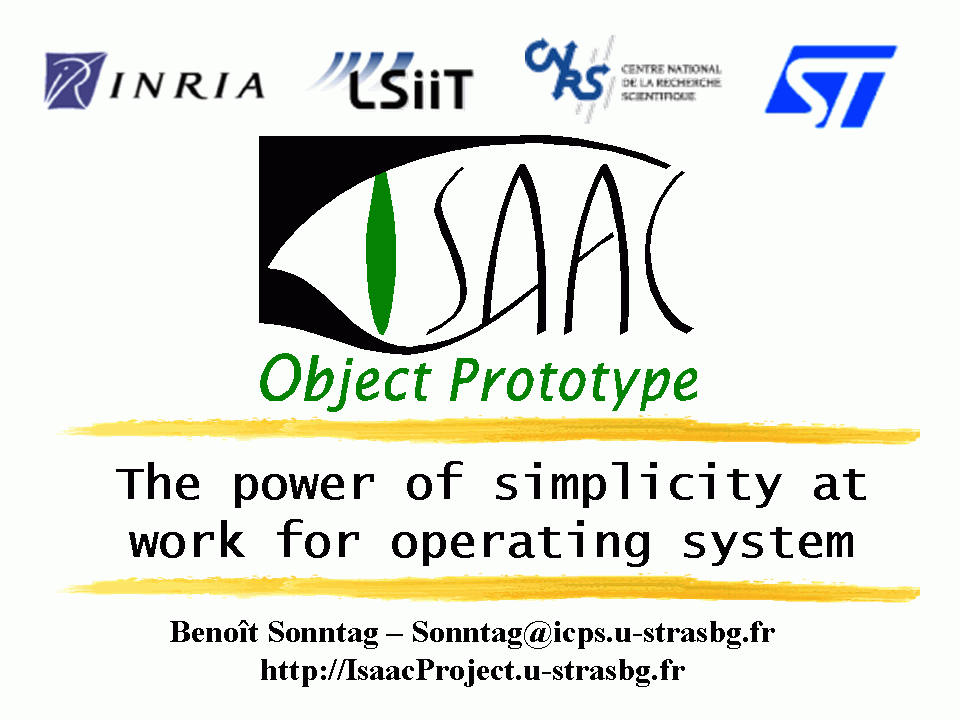 INRIA
LSiiT
CNRS
CENTRE NATIONAL
DE LA RECHERCHE
SCIENTIFIQUE
ST
ISAAC
Object Prototype
The power of simplicity at
work for operating system
Benoît Sonntag – Sonntag@icps.u-strasbg.fr
http://IsaacProject.u-strasbg.fr